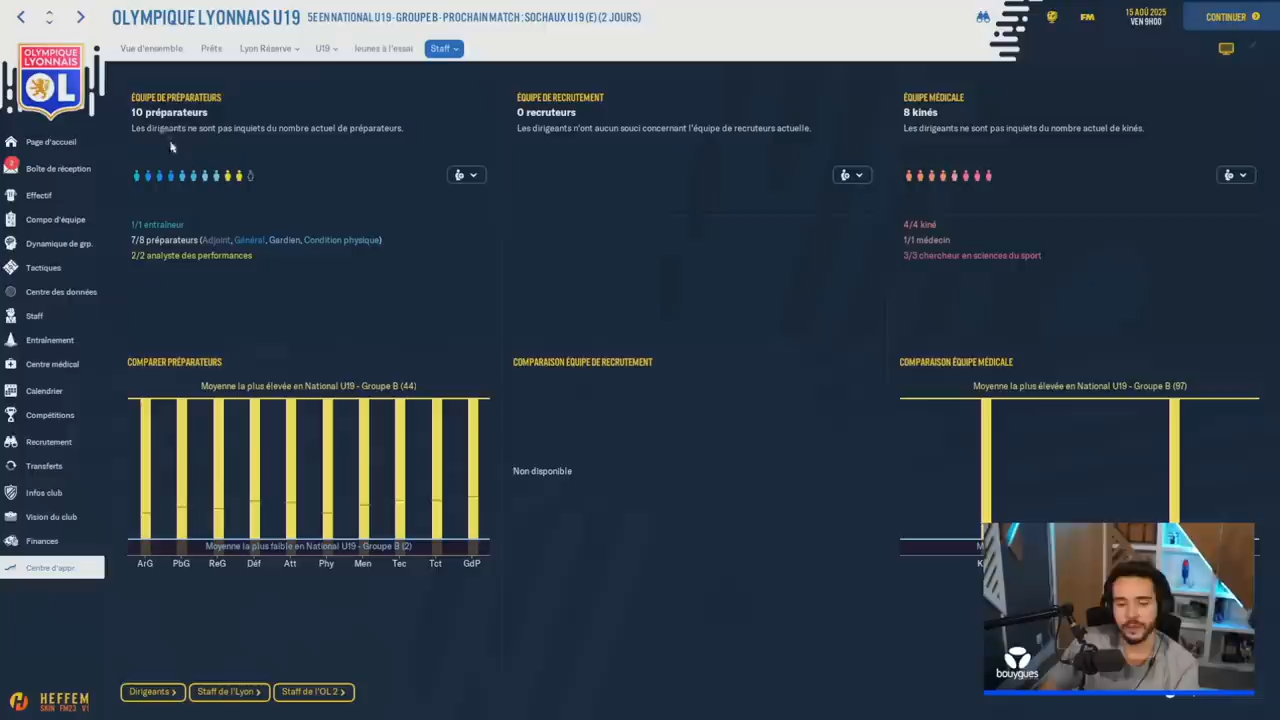 OLYMPIQUE LYONNAIS U19
5E EN NATIONAL U19 - GROUPE B - PROCHAIN MATCH : SOCHAUX U19 (E) (2 JOURS)
FM
15 AOÛ 2025
VEN 9H00
CONTINUER
Vue d'ensemble
Prêts
Lyon Réserve
U19
Jeunes à l'essai
Staff
OLYMPIQUE
LYONNAIS
OL
Page d'accueil
2
Boîte de réception
Effectif
Compo d'équipe
Dynamique de grp.
Tactiques
Centre des données
Staff
Entraînement
Centre médical
Calendrier
Compétitions
Recrutement
Transferts
Infos club
Vision du club
Finances
Centre d'appr.
HEFFEM
SKIN FM23 V1
ÉQUIPE DE PRÉPARATEURS
10 préparateurs
Les dirigeants ne sont pas inquiets du nombre actuel de préparateurs.
1/1 entraîneur
7/8 préparateurs (Adjoint, Général, Gardien, Condition physique)
2/2 analyste des performances
ÉQUIPE DE RECRUTEMENT
0 recruteurs
Les dirigeants n'ont aucun souci concernant l'équipe de recruteurs actuelle.
ÉQUIPE MÉDICALE
8 kinés
Les dirigeants ne sont pas inquiets du nombre actuel de kinés.
4/4 kiné
1/1 médecin
3/3 chercheur en sciences du sport
COMPARER PRÉPARATEURS
Moyenne la plus élevée en National U19 - Groupe B (44)
Moyenne la plus faible en National U19 - Groupe B (2)
ArG PbG ReG Déf Att Phy Men Tec Tct GdP
COMPARAISON ÉQUIPE DE RECRUTEMENT
Non disponible
COMPARAISON ÉQUIPE MÉDICALE
Moyenne la plus élevée en National U19 - Groupe B (97)
bouygues
Dirigeants
Staff de l'Lyon
Staff de l'OL 2